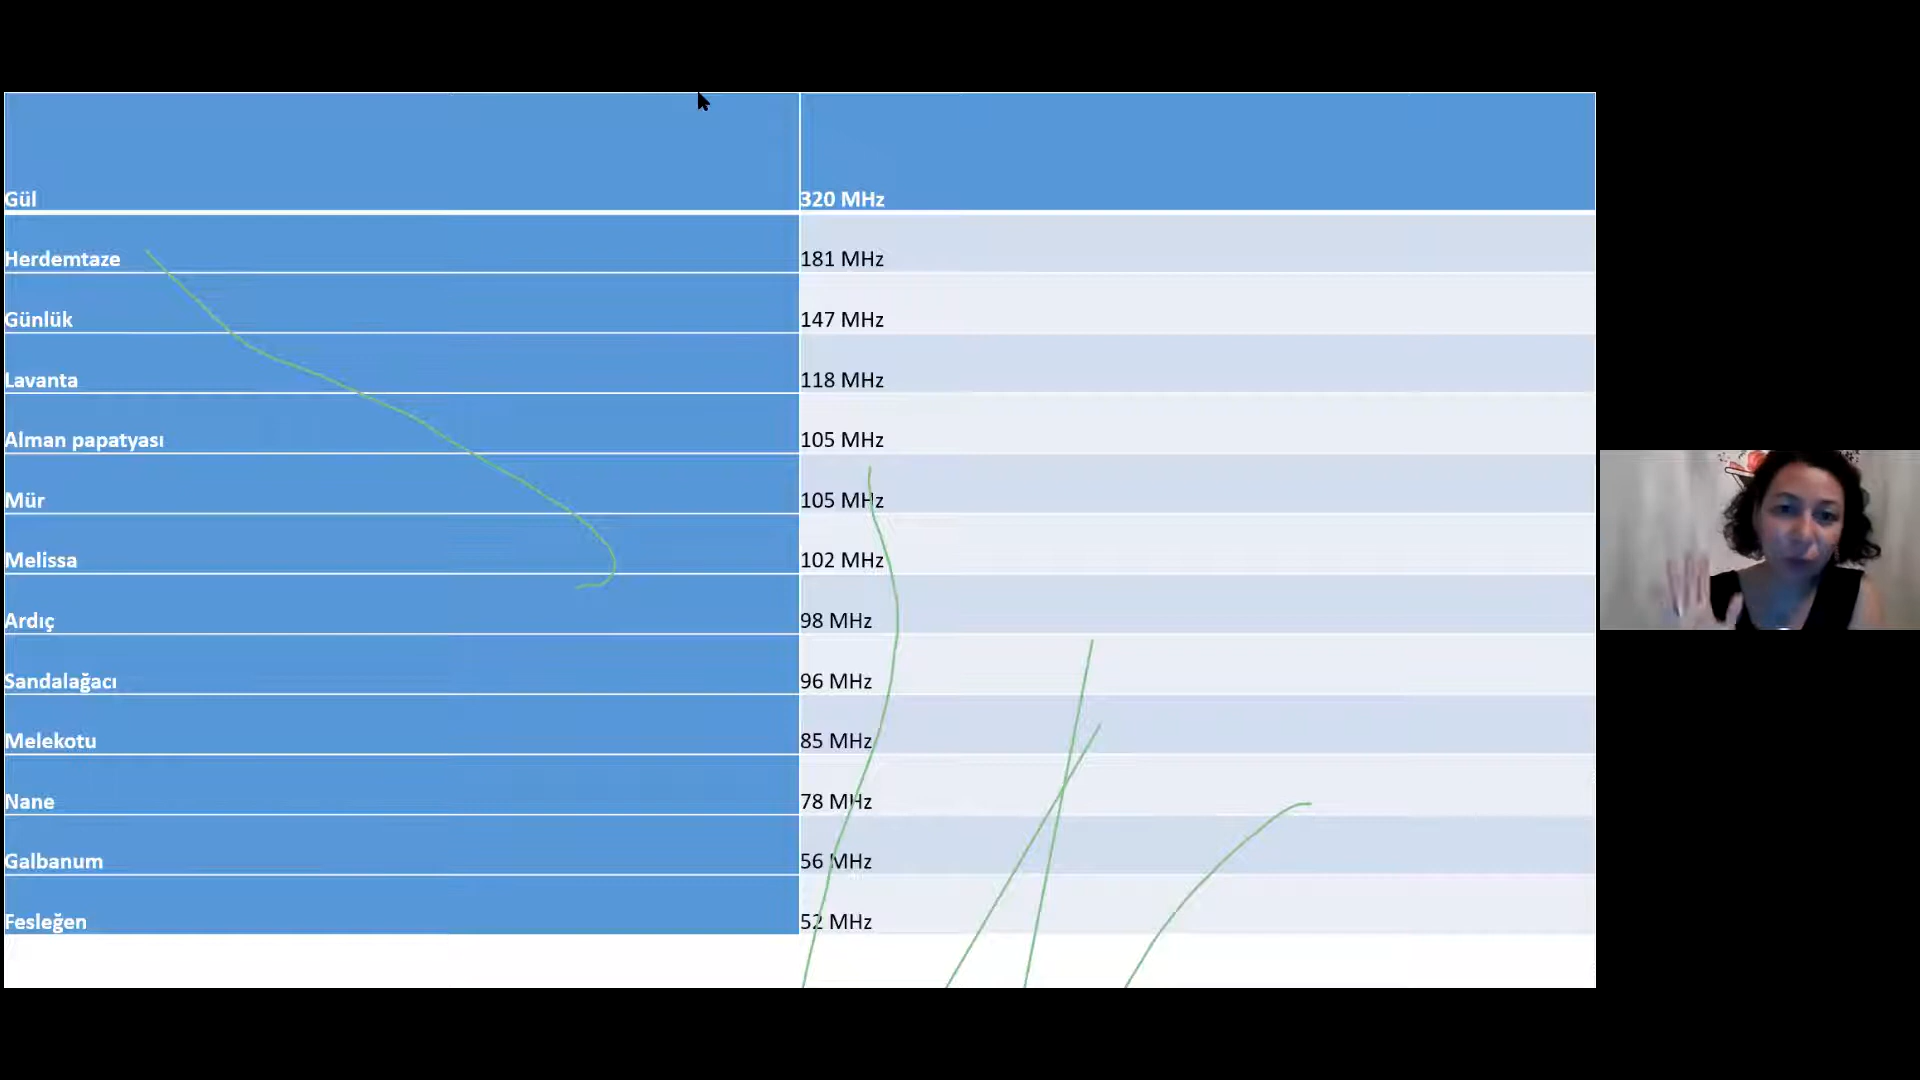 Gül 320 MHz
Herdemtaze 181 MHz
Günlük 147 MHz
Lavanta 118 MHz
Alman papatyası 105 MHz
Mür 105 MHz
Melissa 102 MHz
Ardıç 98 MHz
Sandalağacı 96 MHz
Melekotu 85 MHz
Nane 78 MHz
Galbanum 56 MHz
Fesleğen 52 MHz